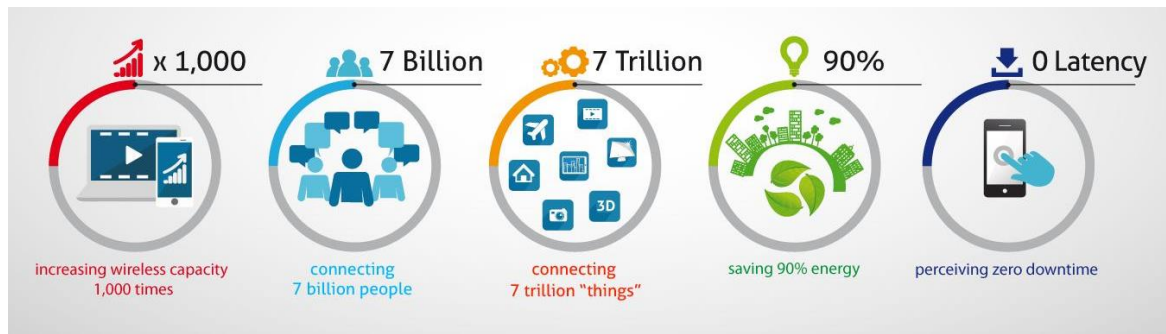 x 1,000
7 Billion
7 Trillion
90%
0 Latency
3D
increasing wireless capacity
1,000 times
connecting
7 billion people
connecting
7 trillion “things”
saving 90% energy
perceiving zero downtime